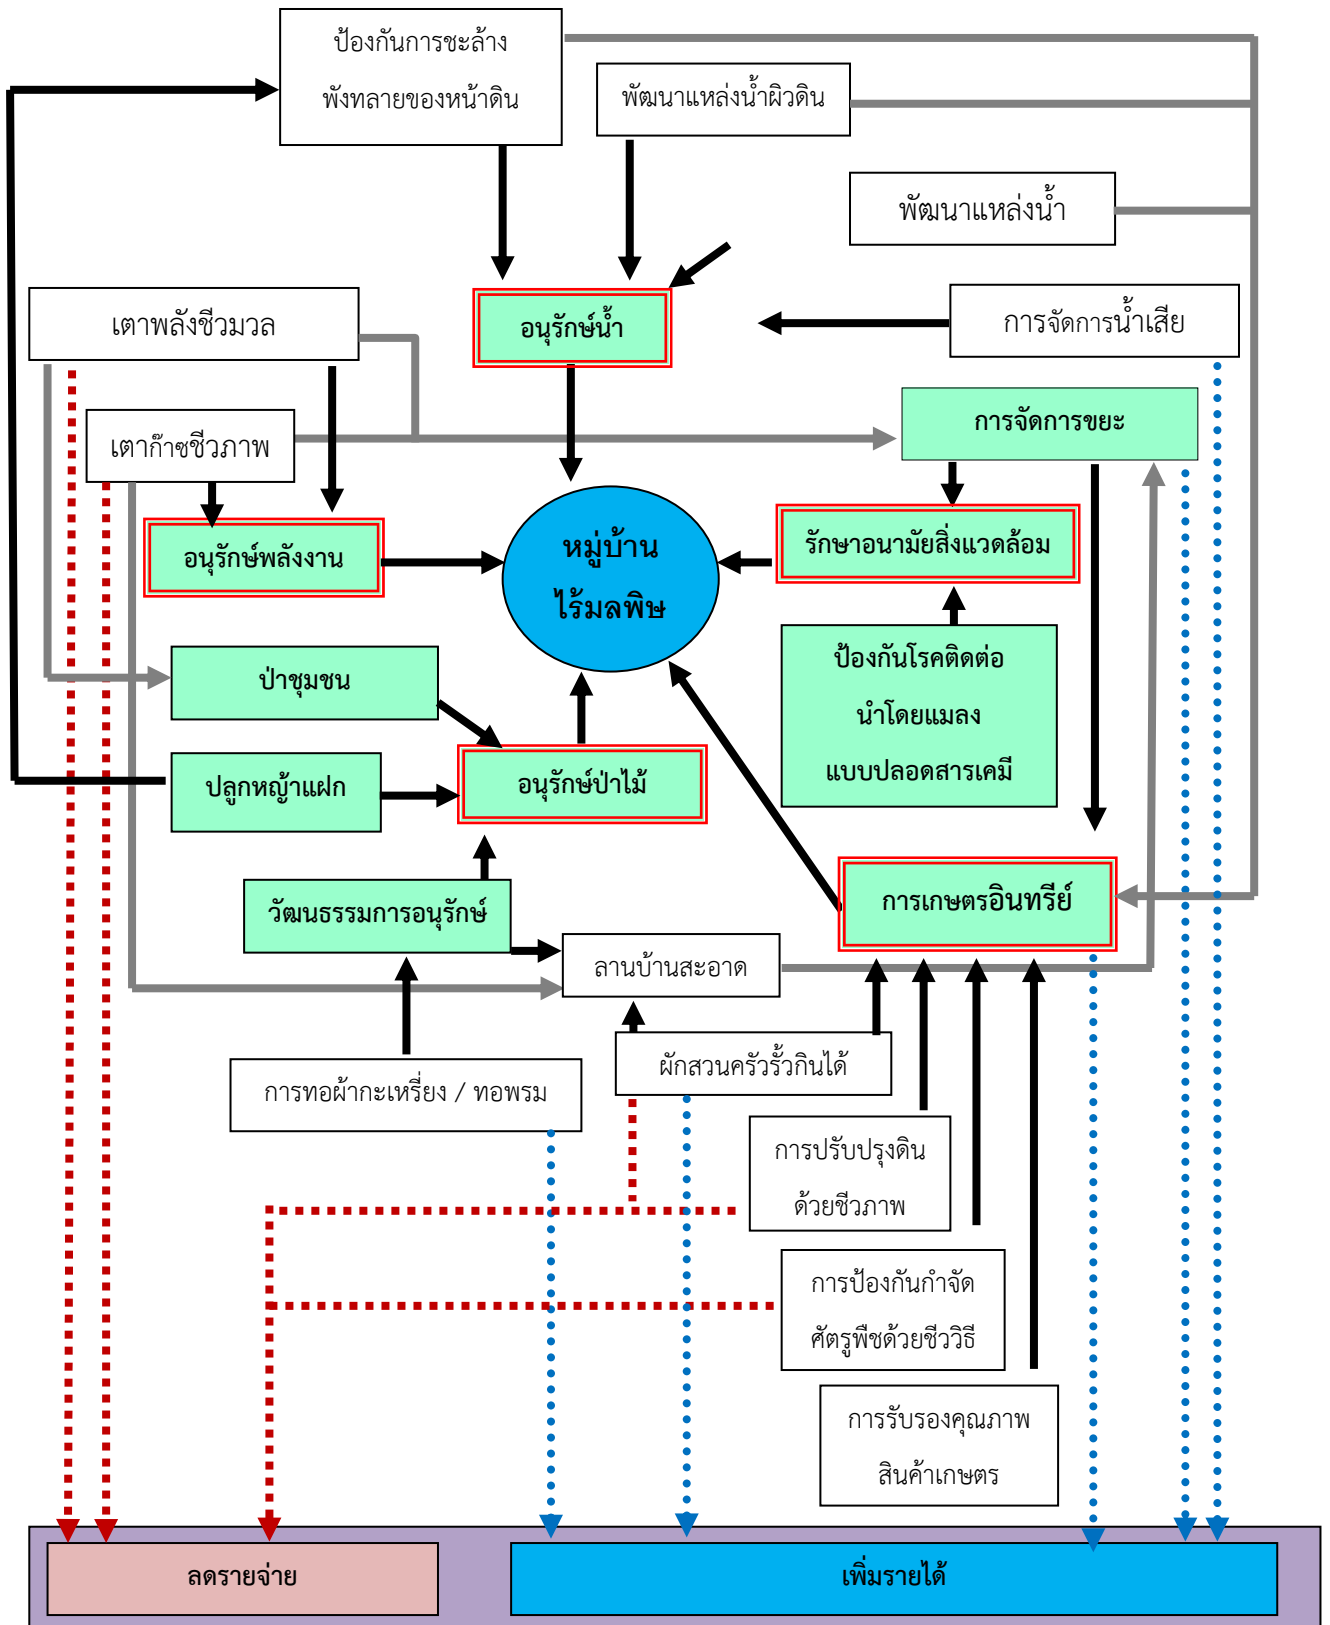 ป้องกันการชะล้าง
พังทลายของหน้าดิน
พัฒนาแหล่งน้ำผิวดิน
พัฒนาแหล่งน้ำ
เตาพลังชีวมวล
อนุรักษ์น้ำ
การจัดการน้ำเสีย
การจัดการขยะ
เตาก๊าซชีวภาพ
หมู่บ้าน
ไร้มลพิษ
อนุรักษ์พลังงาน
รักษาอนามัยสิ่งแวดล้อม
ป้องกันโรคติดต่อ
นำโดยแมลง
แบบปลอดสารเคมี
ป่าชุมชน
ปลูกหญ้าแฝก
อนุรักษ์ป่าไม้
วัฒนธรรมการอนุรักษ์
การเกษตรอินทรีย์
ลานบ้านสะอาด
การทอผ้ากะเหรี่ยง / ทอพรม
ผักสวนครัวรั้วกินได้
การปรับปรุงดิน
ด้วยชีวภาพ
การป้องกันกำจัด
ศัตรูพืชด้วยชีววิธี
การรับรองคุณภาพ
สินค้าเกษตร
ลดรายจ่าย
เพิ่มรายได้